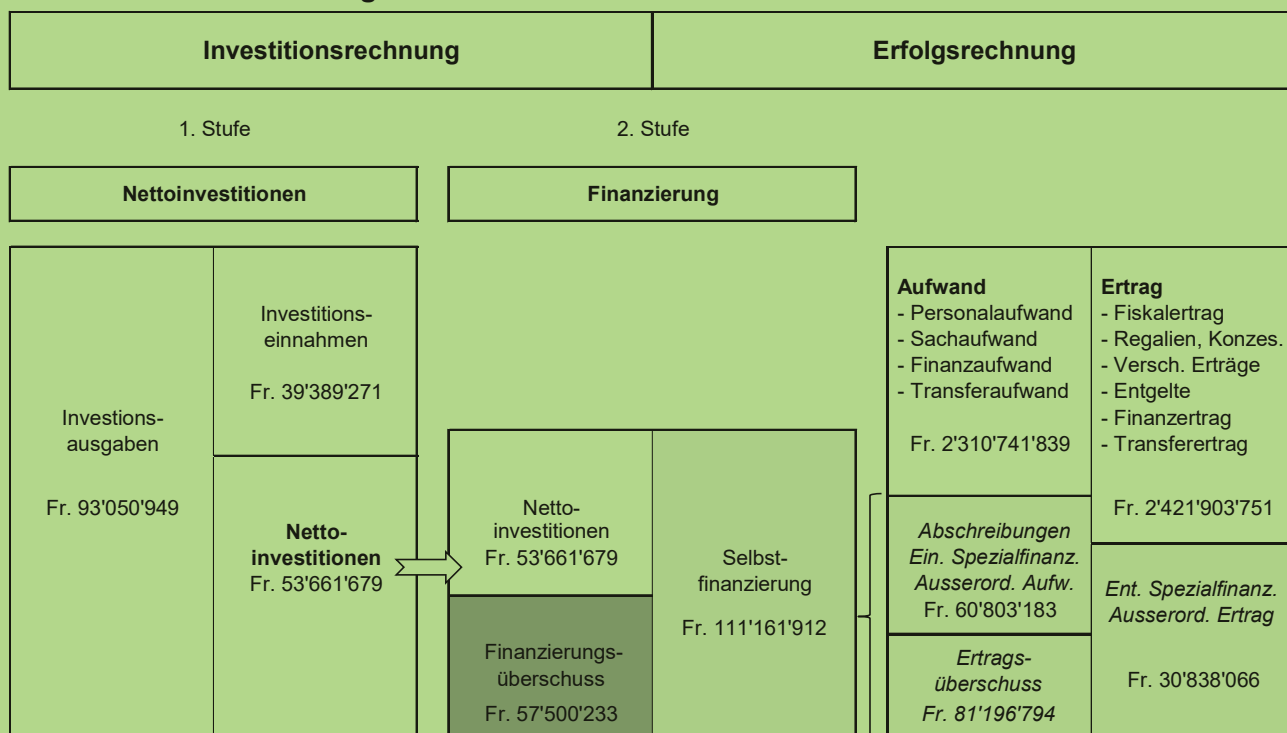 Investitionsrechnung
Erfolgsrechnung
1. Stufe
2. Stufe
Nettoinvestitionen
Finanzierung
Investions-
ausgaben
Fr. 93'050'949
Investitions-
einnahmen
Fr. 39'389'271
Netto-
investitionen
Fr. 53'661'679
Netto-
investitionen
Fr. 53'661'679
Finanzierungs-
überschuss
Fr. 57'500'233
Selbst-
finanzierung
Fr. 111'161'912
Aufwand
- Personalaufwand
- Sachaufwand
- Finanzaufwand
- Transferaufwand
Fr. 2'310'741'839
Abschreibungen
Ein. Spezialfinanz.
Ausserord. Aufw.
Fr. 60'803'183
Ertrags-
überschuss
Fr. 81'196'794
Ertrag
- Fiskalertrag
- Regalien, Konzes.
- Versch. Erträge
- Entgelte
- Finanzertrag
- Transferertrag
Fr. 2'421'903'751
Ent. Spezialfinanz.
Ausserord. Ertrag
Fr. 30'838'066